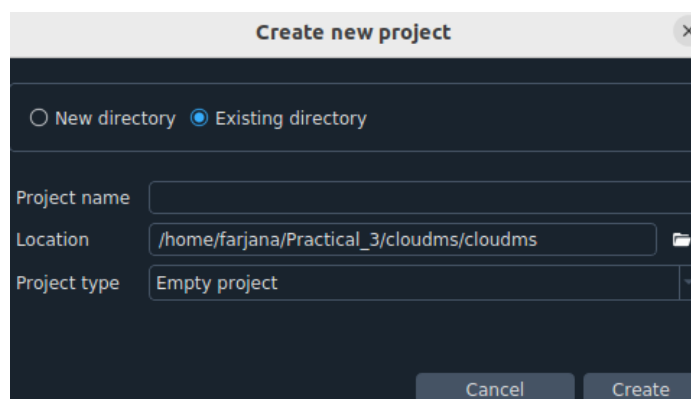 Create new project
New directory Existing directory
Project name
Location /home/farjana/Practical_3/cloudms/cloudms
Project type Empty project
Cancel Create